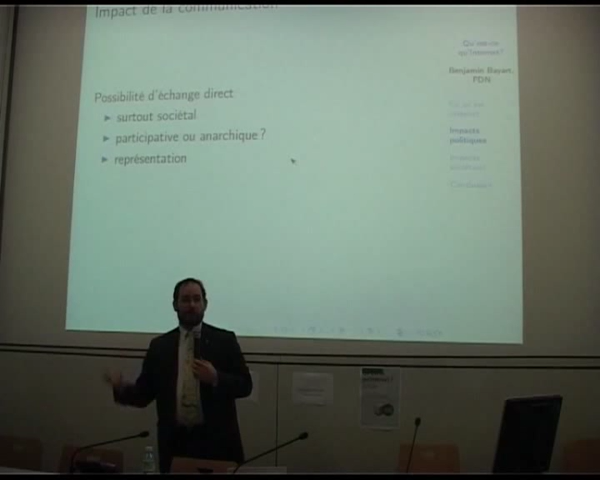 Impact de la communication
Possibilité d'échange direct
surtout sociétal
participative ou anarchique ?
représentation
Qu'est-ce
qu'Internet?
Benjamin Bayart,
FDN
Impacts
politiques
Conclusion